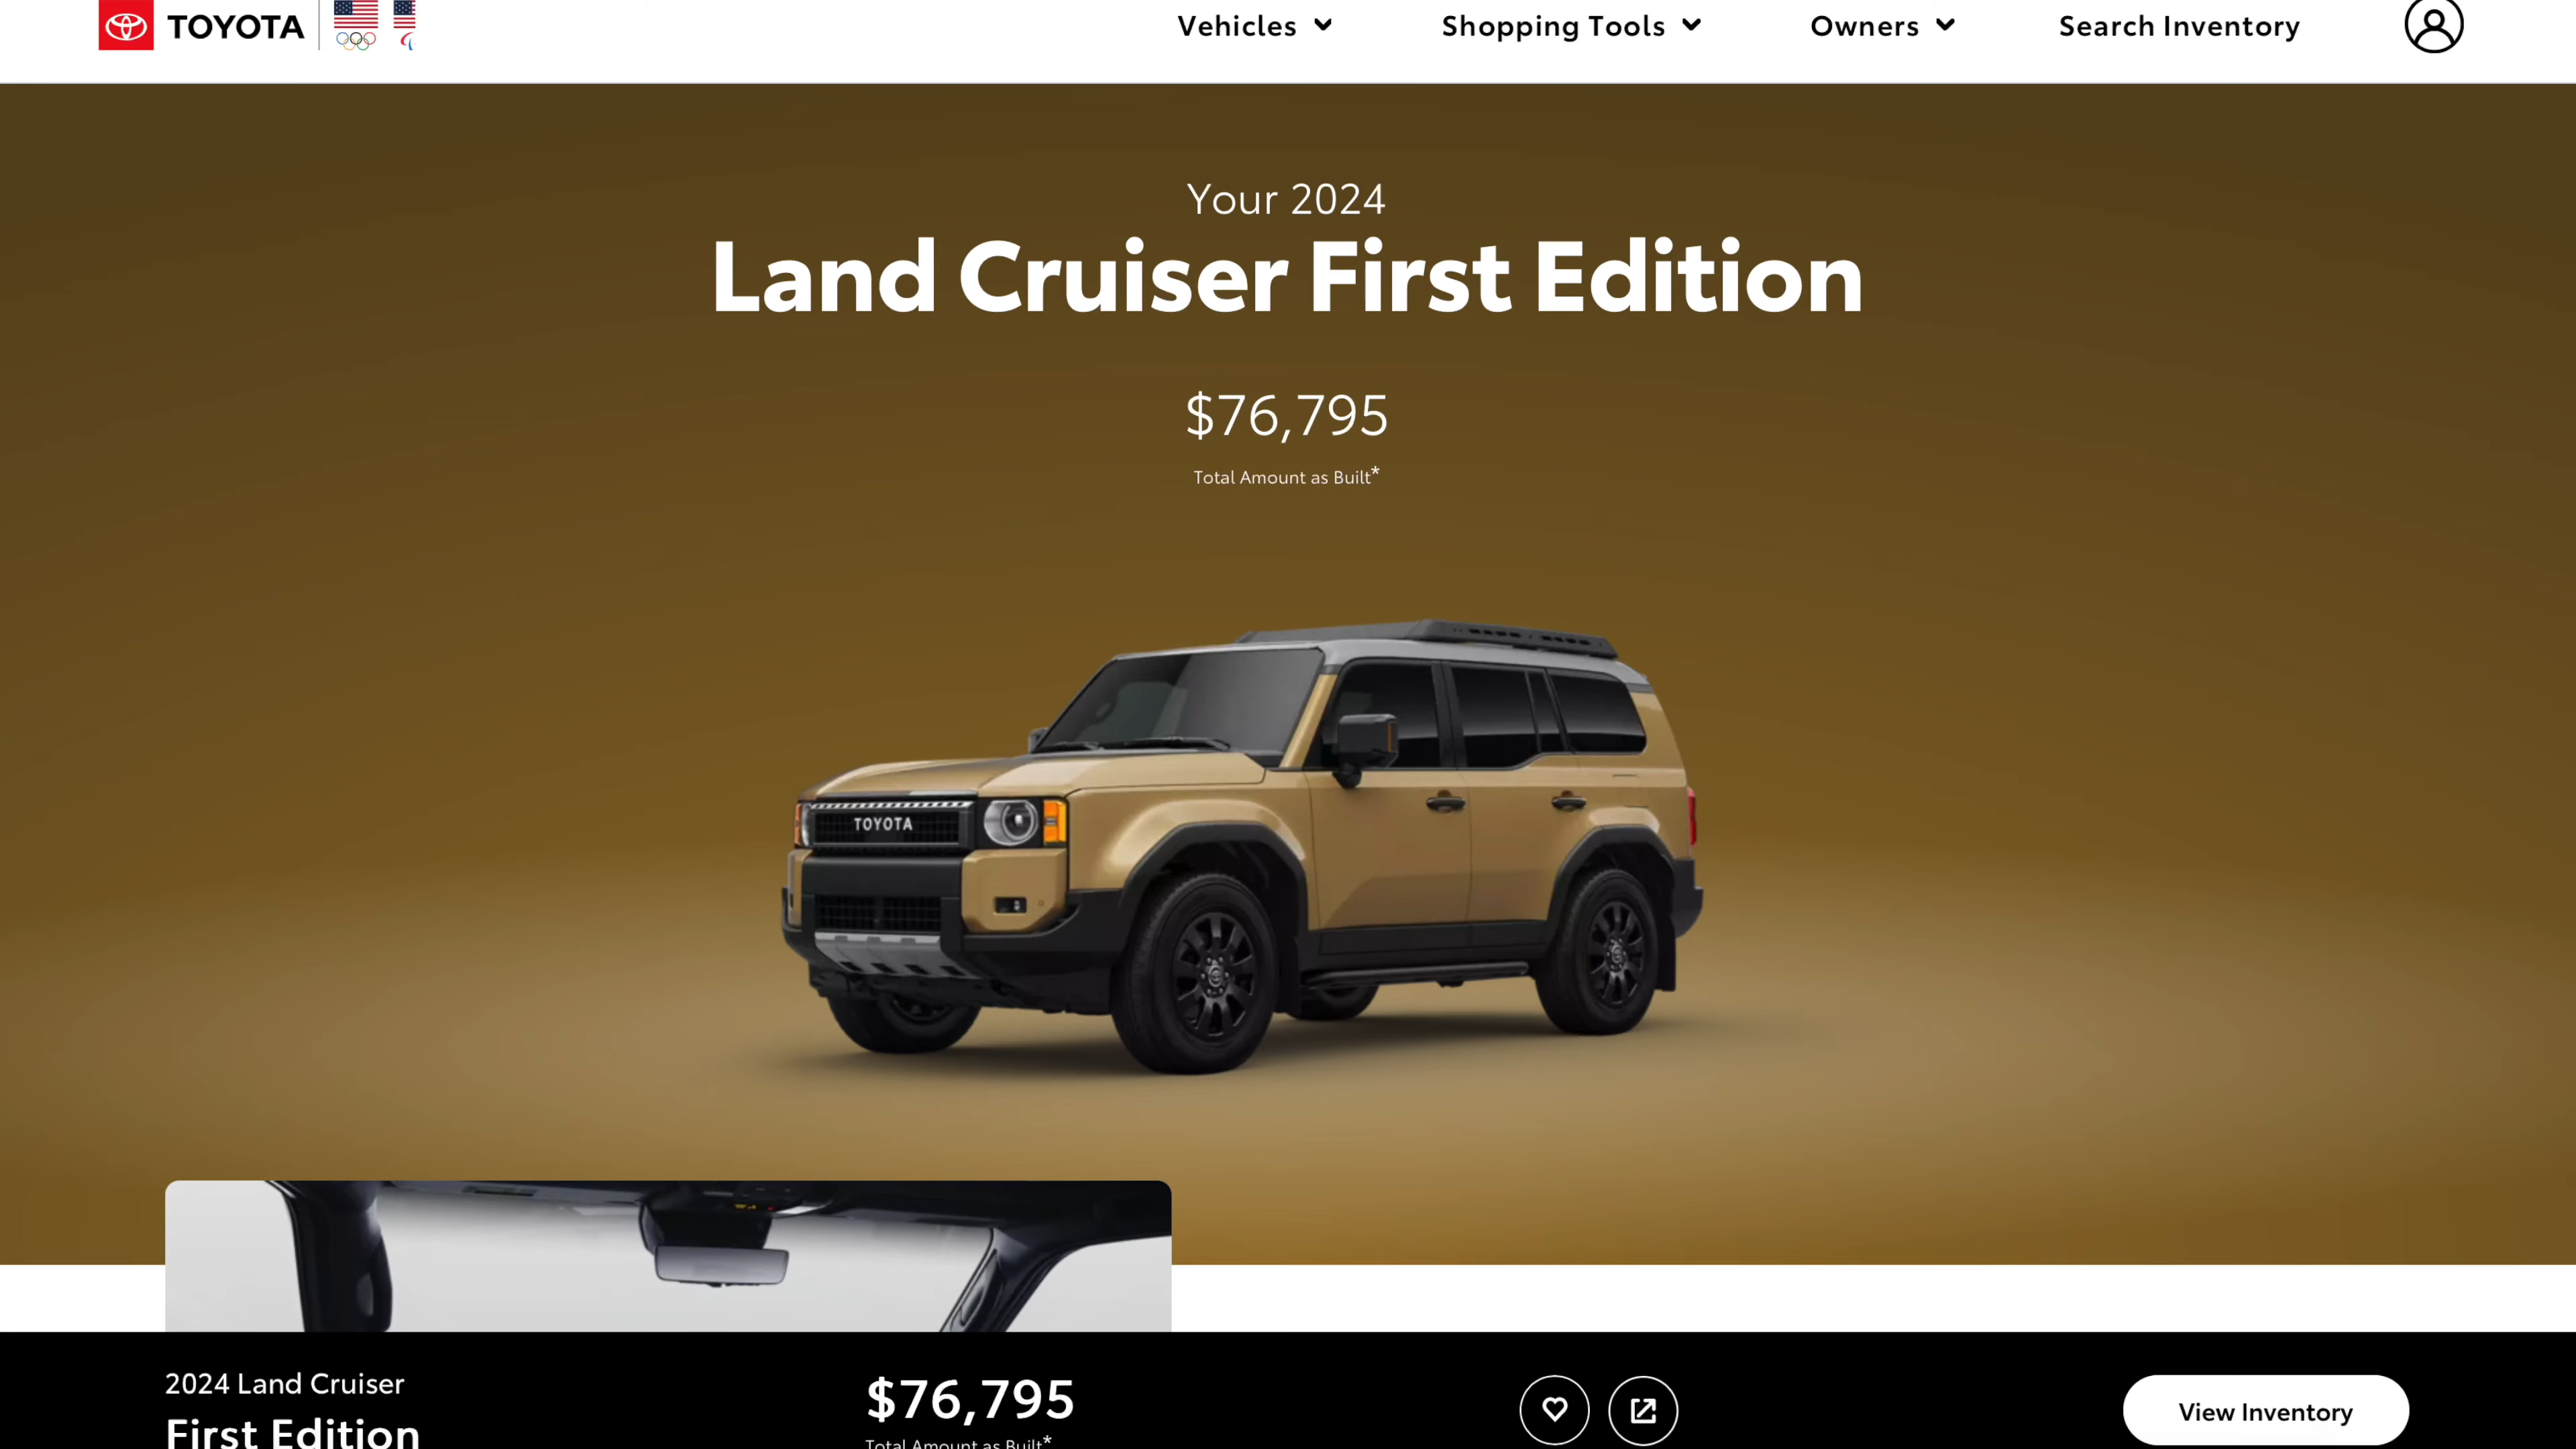 TOYOTA
Vehicles
Shopping Tools
Owners
Search Inventory
Your 2024
Land Cruiser First Edition
$76,795
Total Amount as Built*
TOYOTA
2024 Land Cruiser
First Edition
$76,795
Total Amount as Built*
View Inventory